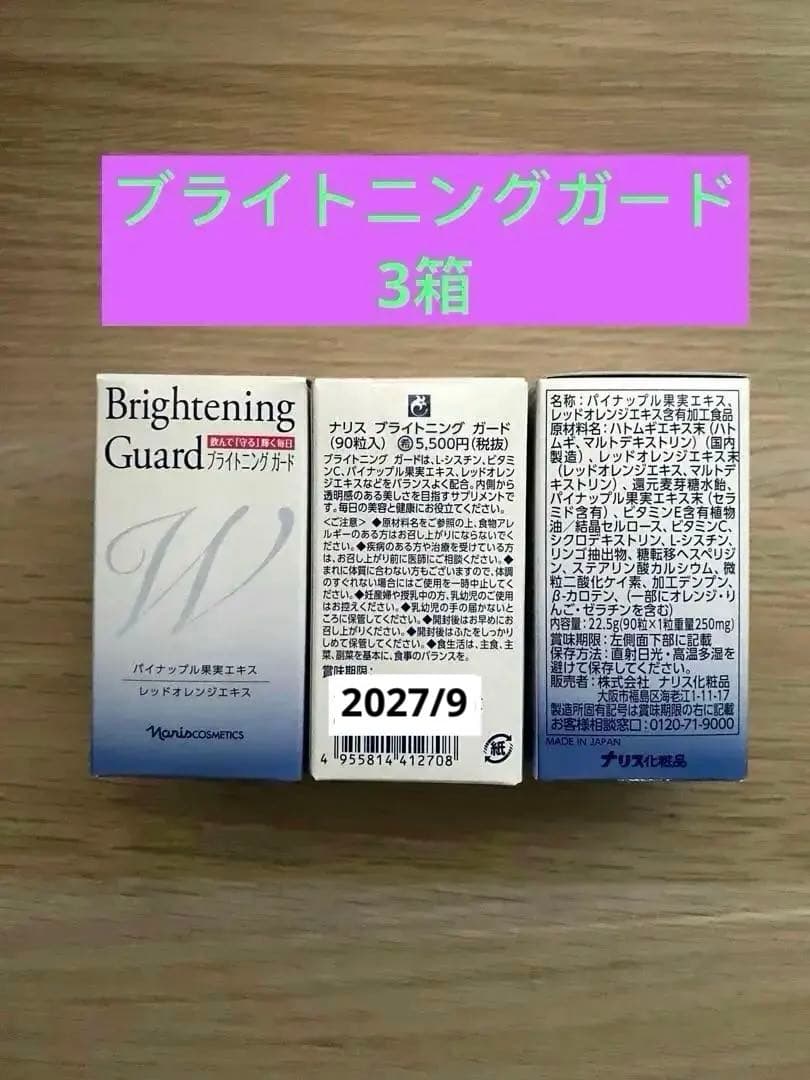 ブライトニングガード
3箱
Brightening
Guard
飲んで「守る」輝く毎日
ブライトニング ガード
W
パイナップル果実エキス
レッドオレンジエキス
Naris COSMETICS
ナリス ブライトニング ガード
(90粒入) 希 5,500円(税抜)
ブライトニング ガードは、L-シスチン、ビタミ
ンC、パイナップル果実エキス、レッドオレン
ジエキスなどをバランスよく配合。内側から
透明感のある美しさを目指すサプリメントで
す。毎日の美容と健康にお役立てください。
<ご注意> ◆原材料名をご参照の上、食物アレ
ルギーのある方はお召し上がりにならないでく
ださい。◆疾病のある方や治療を受けている方
は、お召し上がり前に医師にご相談ください。◆
まれに体質に合わない方もございますので、体調
のすぐれない場合にはご使用を一時中止してく
ださい。◆妊産婦や授乳中の方、乳幼児のご使用
はお控えください。◆乳幼児の手の届かないと
ころに保管してください。◆開封後はお早めにお
召し上がりください。◆開封後はふたをしっかり
しめて保管してください。◆食生活は、主食、主
菜、副菜を基本に、食事のバランスを。
賞味期限:
2027/9
4 955814 412708
紙
名称:パイナップル果実エキス、
レッドオレンジエキス含有加工食品
原材料名:ハトムギエキス末(ハト
ムギ、マルトデキストリン)(国内
製造)、レッドオレンジエキス末
(レッドオレンジエキス、マルトデ
キストリン)、還元麦芽糖水飴、
パイナップル果実エキス末(セラ
ミド含有)、ビタミンE含有植物
油/結晶セルロース、ビタミンC、
シクロデキストリン、L-シスチン、
リンゴ抽出物、糖転移ヘスペリジ
ン、ステアリン酸カルシウム、微
粒二酸化ケイ素、加工デンプン、
β-カロテン、(一部にオレンジ・り
んご・ゼラチンを含む)
内容量:22.5g(90粒×1粒重量250mg)
賞味期限:左側面下部に記載
保存方法:直射日光・高温多湿を
避けて保存してください。
販売者:株式会社 ナリス化粧品
大阪市福島区海老江1-11-17
製造所固有記号は賞味期限の右に記載
お客様相談窓口:0120-71-9000
MADE IN JAPAN
ナリス化粧品